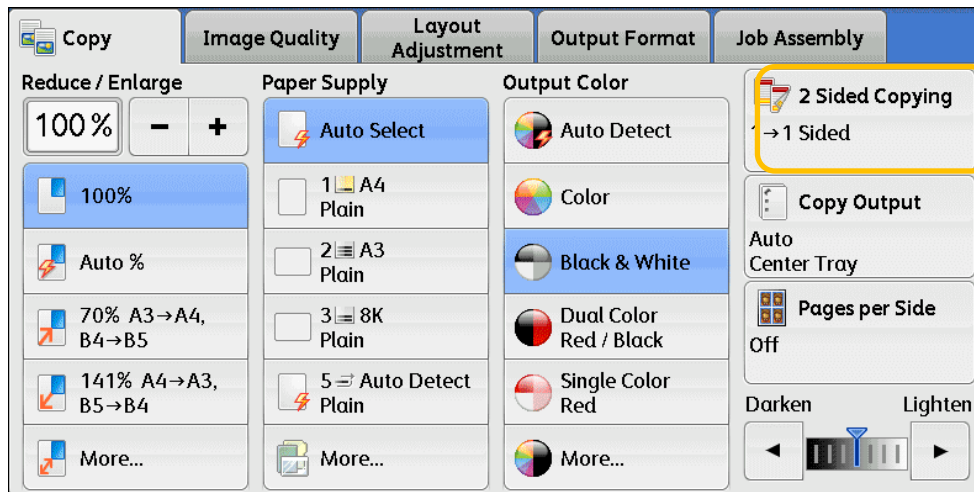 Copy
Image Quality
Layout
Adjustment
Output Format
Job Assembly
Reduce / Enlarge
100%
− +
100%
Auto %
70% A3→A4,
B4→B5
141% A4→A3,
B5→B4
More...
Paper Supply
Auto Select
1 A4
Plain
2 A3
Plain
3 8K
Plain
5 Auto Detect
Plain
More...
Output Color
Auto Detect
Color
Black & White
Dual Color
Red / Black
Single Color
Red
More...
2 Sided Copying
1→1 Sided
Copy Output
Auto
Center Tray
Pages per Side
Off
Darken Lighten